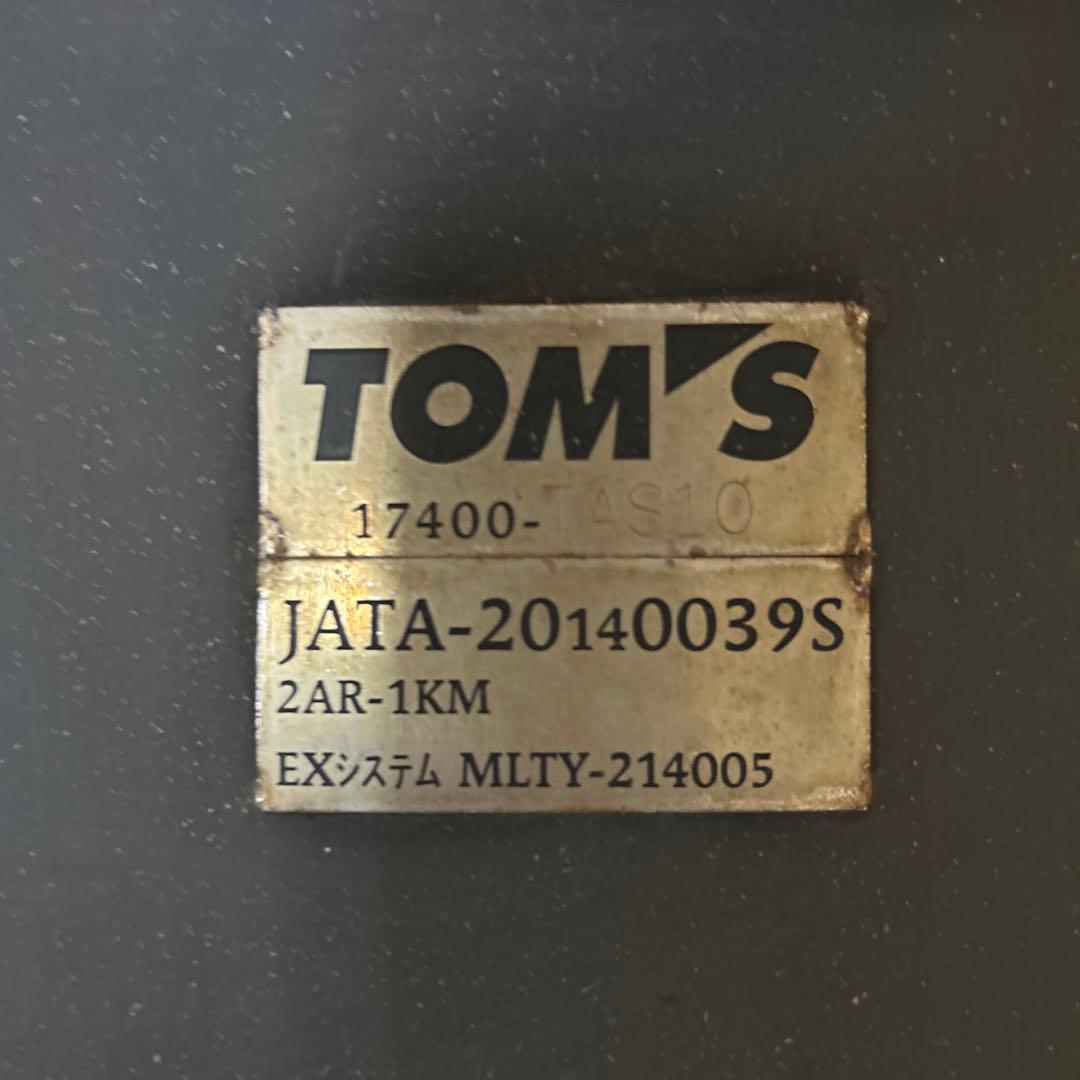 TOM'S
17400-TAS10
JATA-20140039S
2AR-1KM
EXシステム MLTY-214005